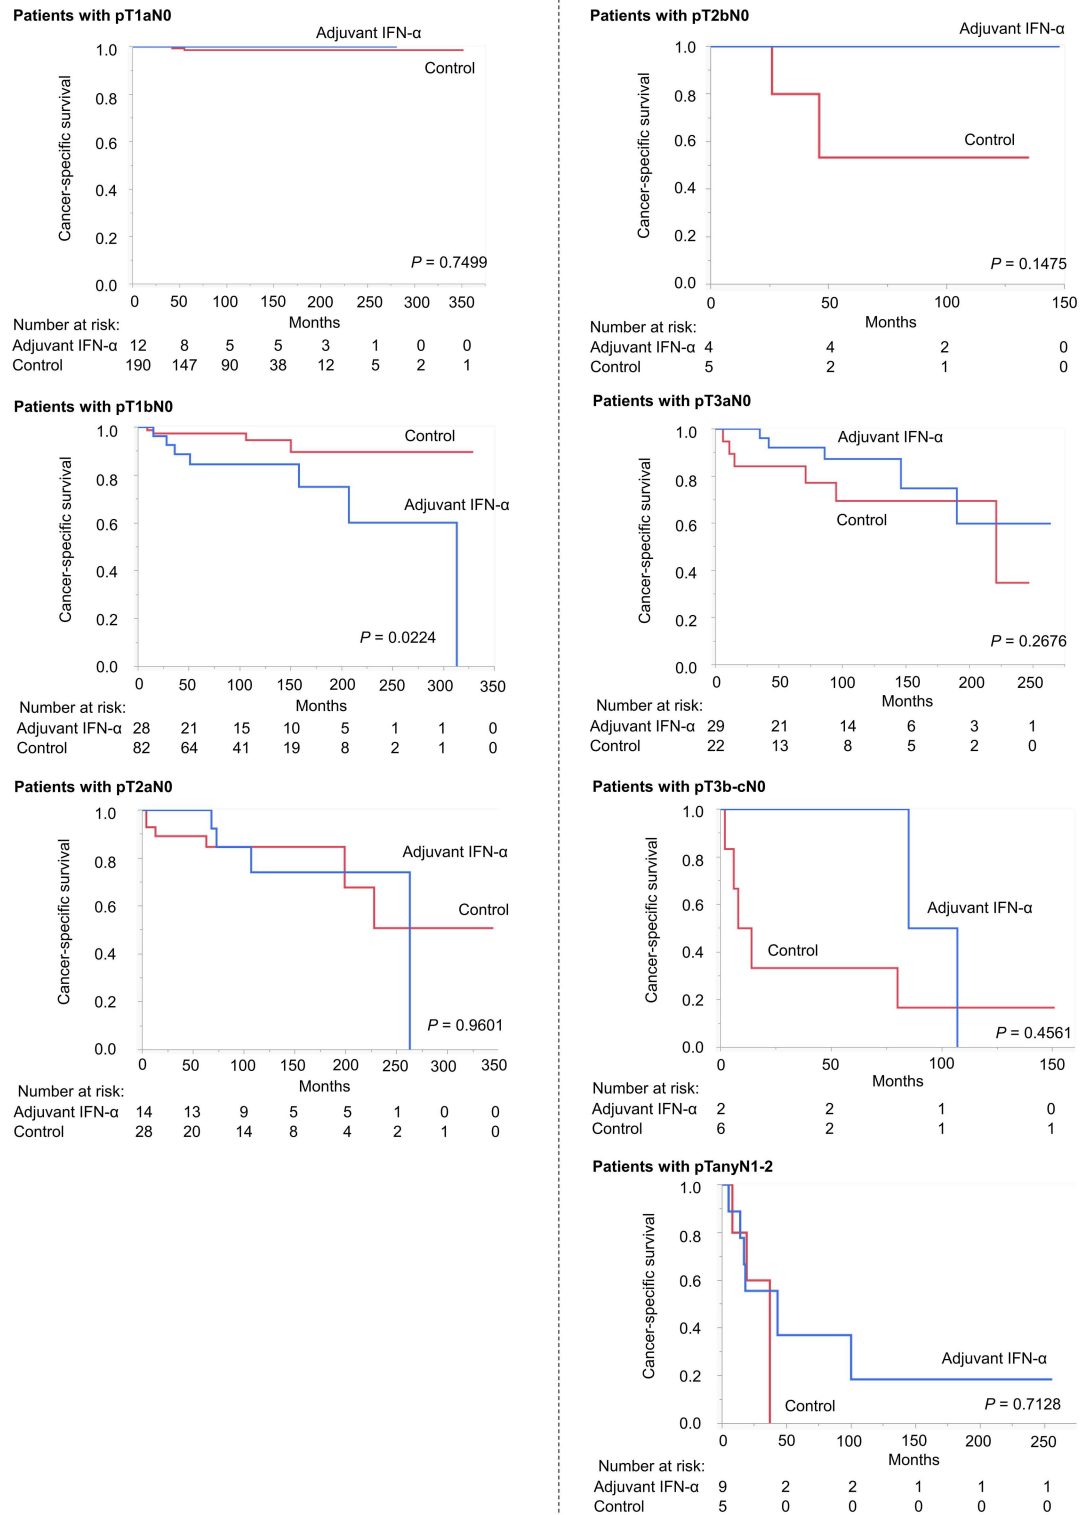 Patients with pT1aN0
Adjuvant IFN-α
Control
Cancer-specific survival
1.0
0.8
0.6
0.4
0.2
0.0
P = 0.7499
0 50 100 150 200 250 300 350
Months
Number at risk:
Adjuvant IFN-α 12 8 5 5 3 1 0 0
Control 190 147 90 38 12 5 2 1
Patients with pT1bN0
Control
Adjuvant IFN-α
Cancer-specific survival
1.0
0.8
0.6
0.4
0.2
0.0
P = 0.0224
0 50 100 150 200 250 300 350
Months
Number at risk:
Adjuvant IFN-α 28 21 15 10 5 1 1 0
Control 82 64 41 19 8 2 1 0
Patients with pT2aN0
Adjuvant IFN-α
Control
Cancer-specific survival
1.0
0.8
0.6
0.4
0.2
0.0
P = 0.9601
0 50 100 150 200 250 300 350
Months
Number at risk:
Adjuvant IFN-α 14 13 9 5 5 1 0 0
Control 28 20 14 8 4 2 1 0
Patients with pT2bN0
Adjuvant IFN-α
Control
Cancer-specific survival
1.0
0.8
0.6
0.4
0.2
0.0
P = 0.1475
0 50 100 150
Months
Number at risk:
Adjuvant IFN-α 4 4 2 0
Control 5 2 1 0
Patients with pT3aN0
Adjuvant IFN-α
Control
Cancer-specific survival
1.0
0.8
0.6
0.4
0.2
0.0
P = 0.2676
0 50 100 150 200 250
Months
Number at risk:
Adjuvant IFN-α 29 21 14 6 3 1
Control 22 13 8 5 2 0
Patients with pT3b-cN0
Adjuvant IFN-α
Control
Cancer-specific survival
1.0
0.8
0.6
0.4
0.2
0.0
P = 0.4561
0 50 100 150
Months
Number at risk:
Adjuvant IFN-α 2 2 1 0
Control 6 2 1 1
Patients with pTanyN1-2
Adjuvant IFN-α
Control
Cancer-specific survival
1.0
0.8
0.6
0.4
0.2
0.0
P = 0.7128
0 50 100 150 200 250
Months
Number at risk:
Adjuvant IFN-α 9 2 2 1 1 1
Control 5 0 0 0 0 0